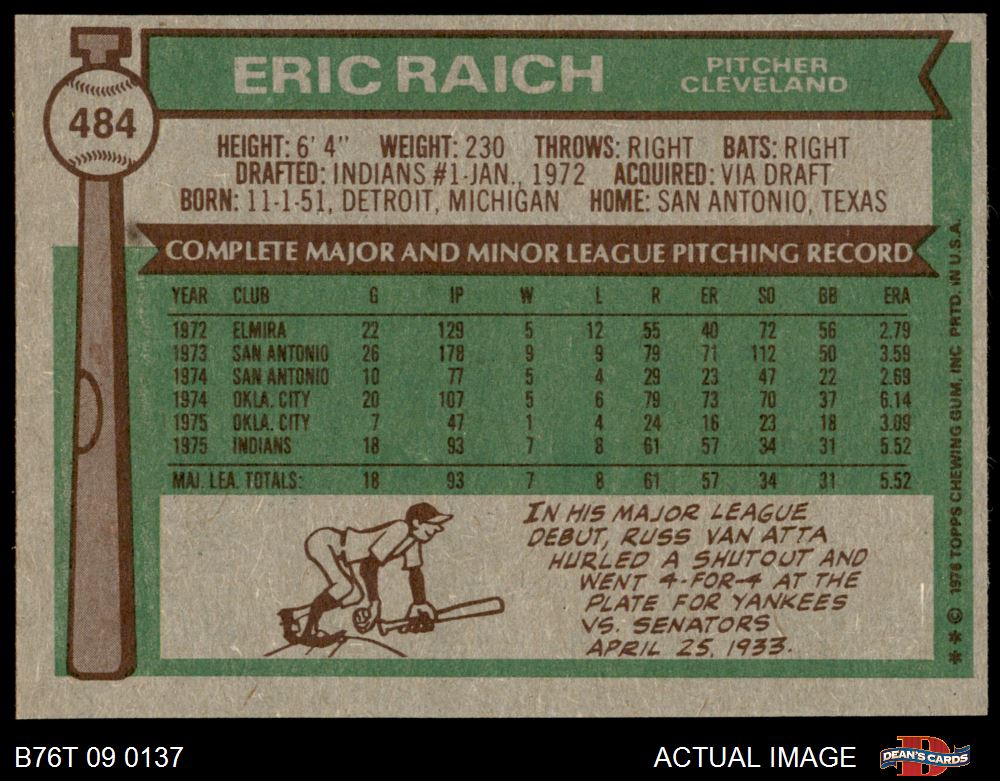 484
ERIC RAICH
PITCHER
CLEVELAND
HEIGHT: 6' 4" WEIGHT: 230 THROWS: RIGHT BATS: RIGHT
DRAFTED: INDIANS #1-JAN., 1972 ACQUIRED: VIA DRAFT
BORN: 11-1-51, DETROIT, MICHIGAN HOME: SAN ANTONIO, TEXAS
COMPLETE MAJOR AND MINOR LEAGUE PITCHING RECORD
YEAR CLUB G IP W L R ER SO BB ERA
1972 ELMIRA 22 129 5 12 55 40 72 56 2.79
1973 SAN ANTONIO 26 178 9 9 79 71 112 50 3.59
1974 SAN ANTONIO 10 77 5 4 29 23 47 22 2.69
1974 OKLA. CITY 20 107 5 6 79 73 70 37 6.14
1975 OKLA. CITY 7 47 1 4 24 16 23 18 3.09
1975 INDIANS 18 93 7 8 61 57 34 31 5.52
MAJ. LEA. TOTALS: 18 93 7 8 61 57 34 31 5.52
IN HIS MAJOR LEAGUE
DEBUT, RUSS VAN ATTA
HURLED A SHUTOUT AND
WENT 4-FOR-4 AT THE
PLATE FOR YANKEES
VS. SENATORS
APRIL 25, 1933.
* * © 1976 TOPPS CHEWING GUM, INC PRTD. IN U.S.A.
B76T 09 0137
ACTUAL IMAGE
D
DEAN'S CARDS